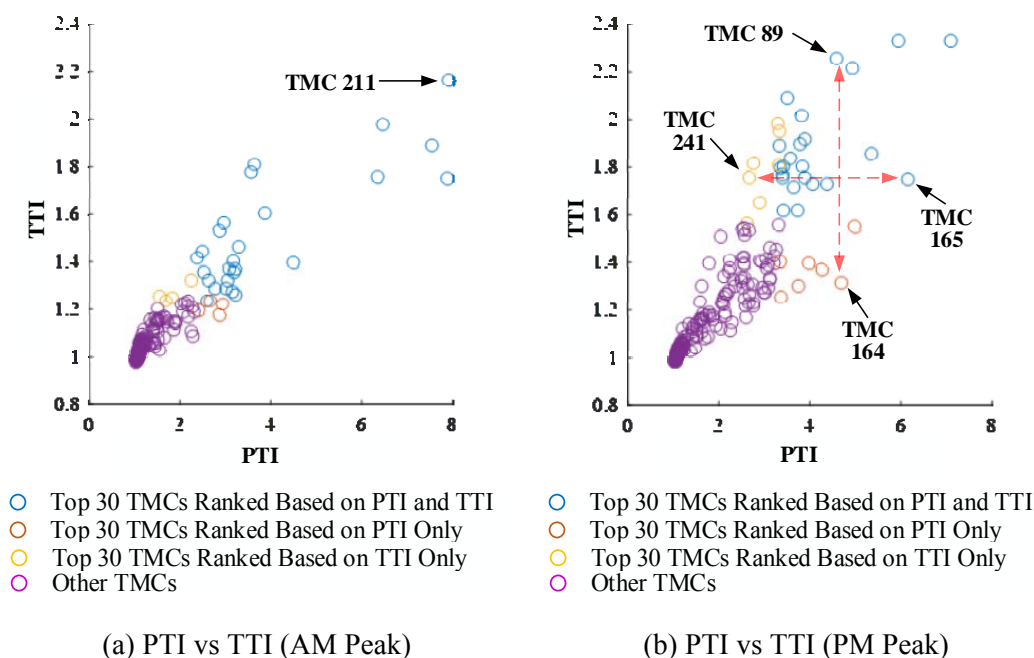 2.4
2.2
2
1.8
1.6
1.4
1.2
1
0.8
TTI
TMC 211
0 2 4 6 8
PTI
Top 30 TMCs Ranked Based on PTI and TTI
Top 30 TMCs Ranked Based on PTI Only
Top 30 TMCs Ranked Based on TTI Only
Other TMCs
(a) PTI vs TTI (AM Peak)
2.4
2.2
2
1.8
1.6
1.4
1.2
1
0.8
TTI
TMC 89
TMC
241
TMC
165
TMC
164
0 2 4 6 8
PTI
Top 30 TMCs Ranked Based on PTI and TTI
Top 30 TMCs Ranked Based on PTI Only
Top 30 TMCs Ranked Based on TTI Only
Other TMCs
(b) PTI vs TTI (PM Peak)